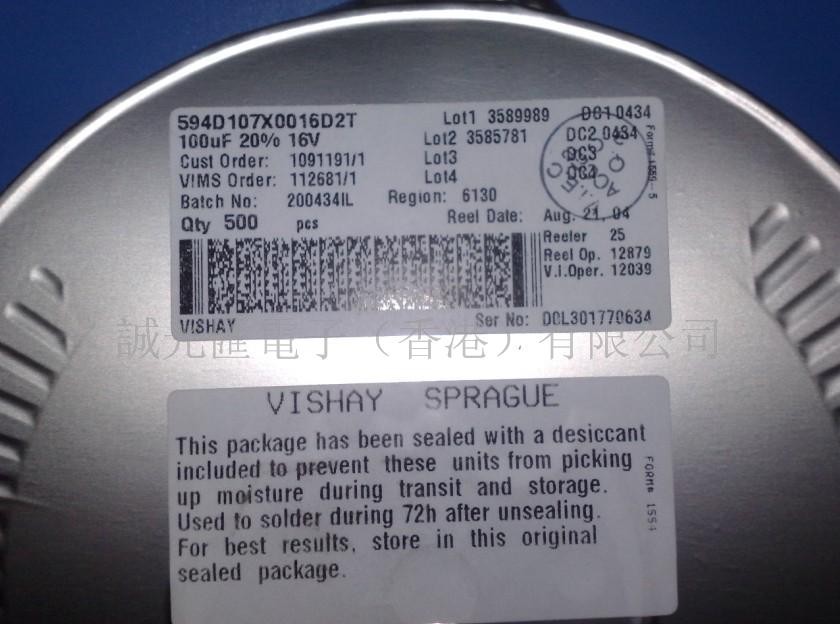 594D107X0016D2T Lot1 3589989 DC1 0434
100uF 20% 16V Lot2 3585781 DC2 0434
Cust Order: 1091191/1 Lot3 DC3
VIMS Order: 112681/1 Lot4 DC4
Batch No: 200434IL Region: 6130
Qty 500 pcs Reel Date: Aug. 21, 04
Reeler 25
Reel Op. 12879
V.I.Oper. 12039
VISHAY Ser No: D0L301770634
Form# 1559-5
誠光匯電子（香港）有限公司
VISHAY SPRAGUE
This package has been sealed with a desiccant
included to prevent these units from picking
up moisture during transit and storage.
Used to solder during 72h after unsealing.
For best results, store in this original
sealed package.
FORM# 1554